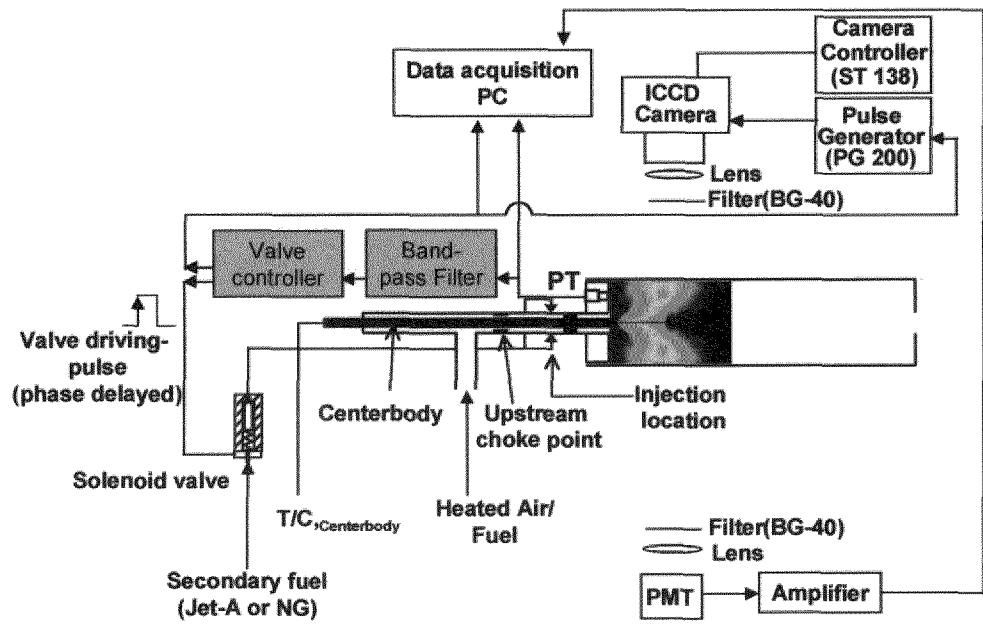 Camera
Controller
(ST 138)
Data acquisition
PC
ICCD
Camera
Pulse
Generator
(PG 200)
Lens
Filter(BG-40)
Valve
controller
Band-
pass Filter
PT
Valve driving-
pulse
(phase delayed)
Centerbody
Upstream
choke point
Injection
location
Solenoid valve
T/C,Centerbody
Heated Air/
Fuel
Filter(BG-40)
Lens
Secondary fuel
(Jet-A or NG)
PMT
Amplifier